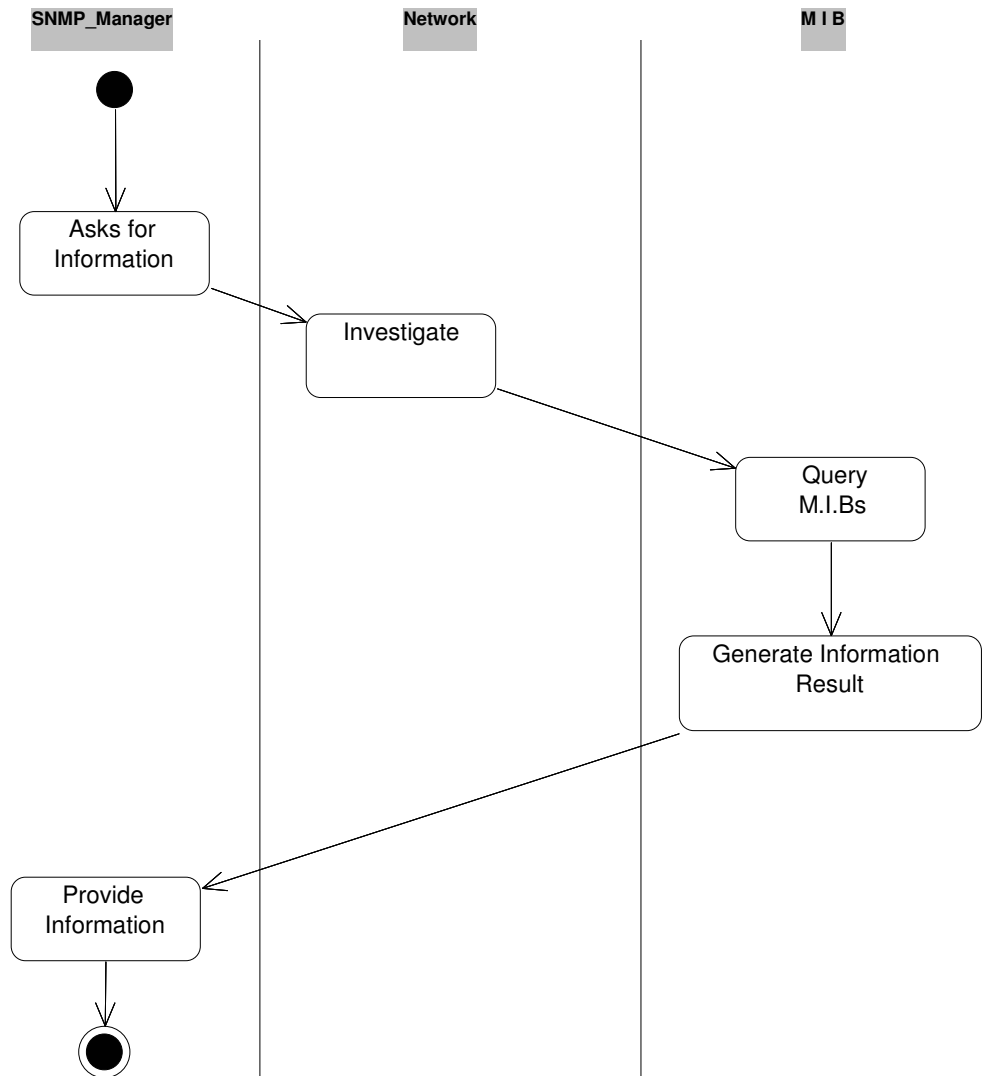 SNMP_Manager
Network
M I B
Asks for
Information
Investigate
Query
M.I.Bs
Generate Information
Result
Provide
Information